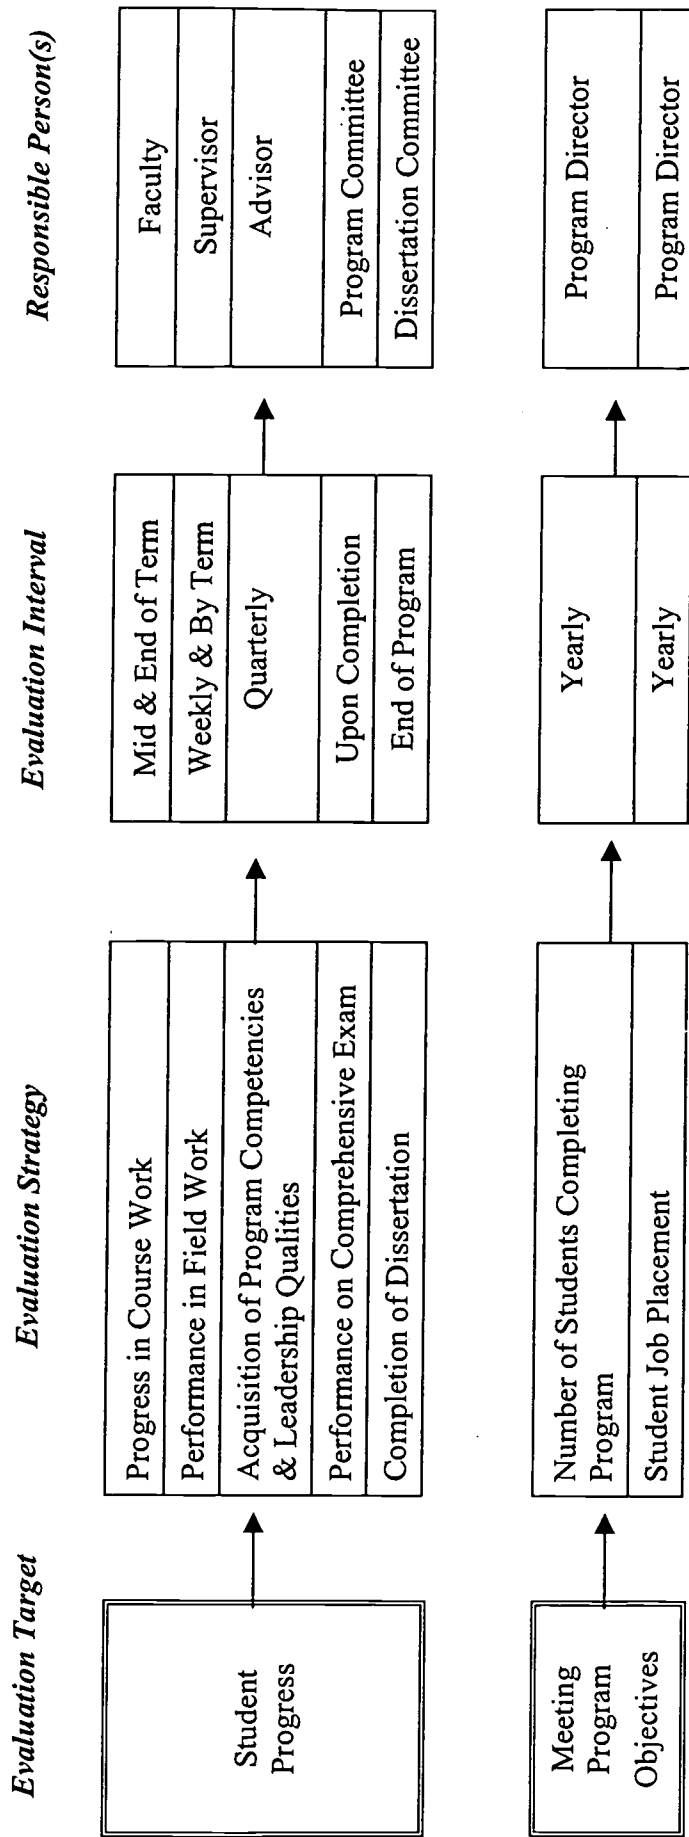 Evaluation Target
Evaluation Strategy
Evaluation Interval
Responsible Person(s)
Student
Progress
Progress in Course Work
Performance in Field Work
Acquisition of Program Competencies
& Leadership Qualities
Performance on Comprehensive Exam
Completion of Dissertation
Mid & End of Term
Weekly & By Term
Quarterly
Upon Completion
End of Program
Faculty
Supervisor
Advisor
Program Committee
Dissertation Committee
Meeting
Program
Objectives
Number of Students Completing
Program
Student Job Placement
Yearly
Yearly
Program Director
Program Director